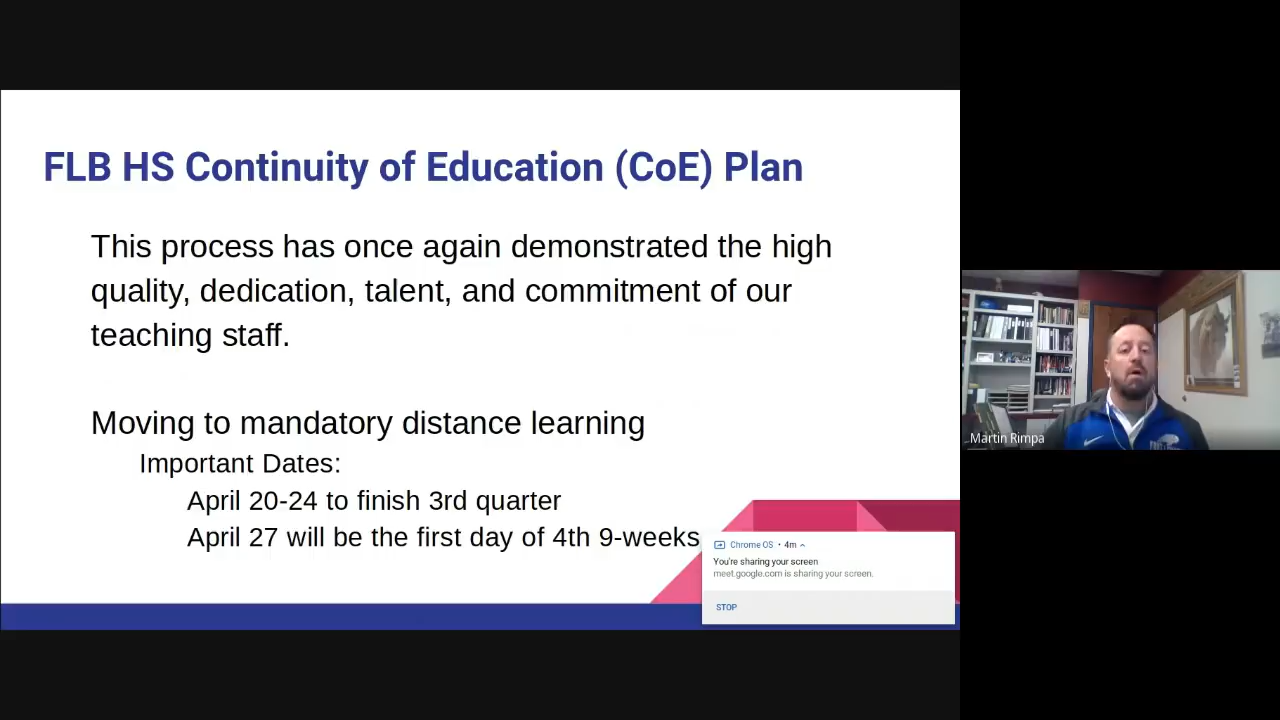 FLB HS Continuity of Education (CoE) Plan
This process has once again demonstrated the high
quality, dedication, talent, and commitment of our
teaching staff.
Moving to mandatory distance learning
Important Dates:
April 20-24 to finish 3rd quarter
April 27 will be the first day of 4th 9-weeks
Chrome OS • 4m
You're sharing your screen
meet.google.com is sharing your screen.
STOP
Martin Rimpa